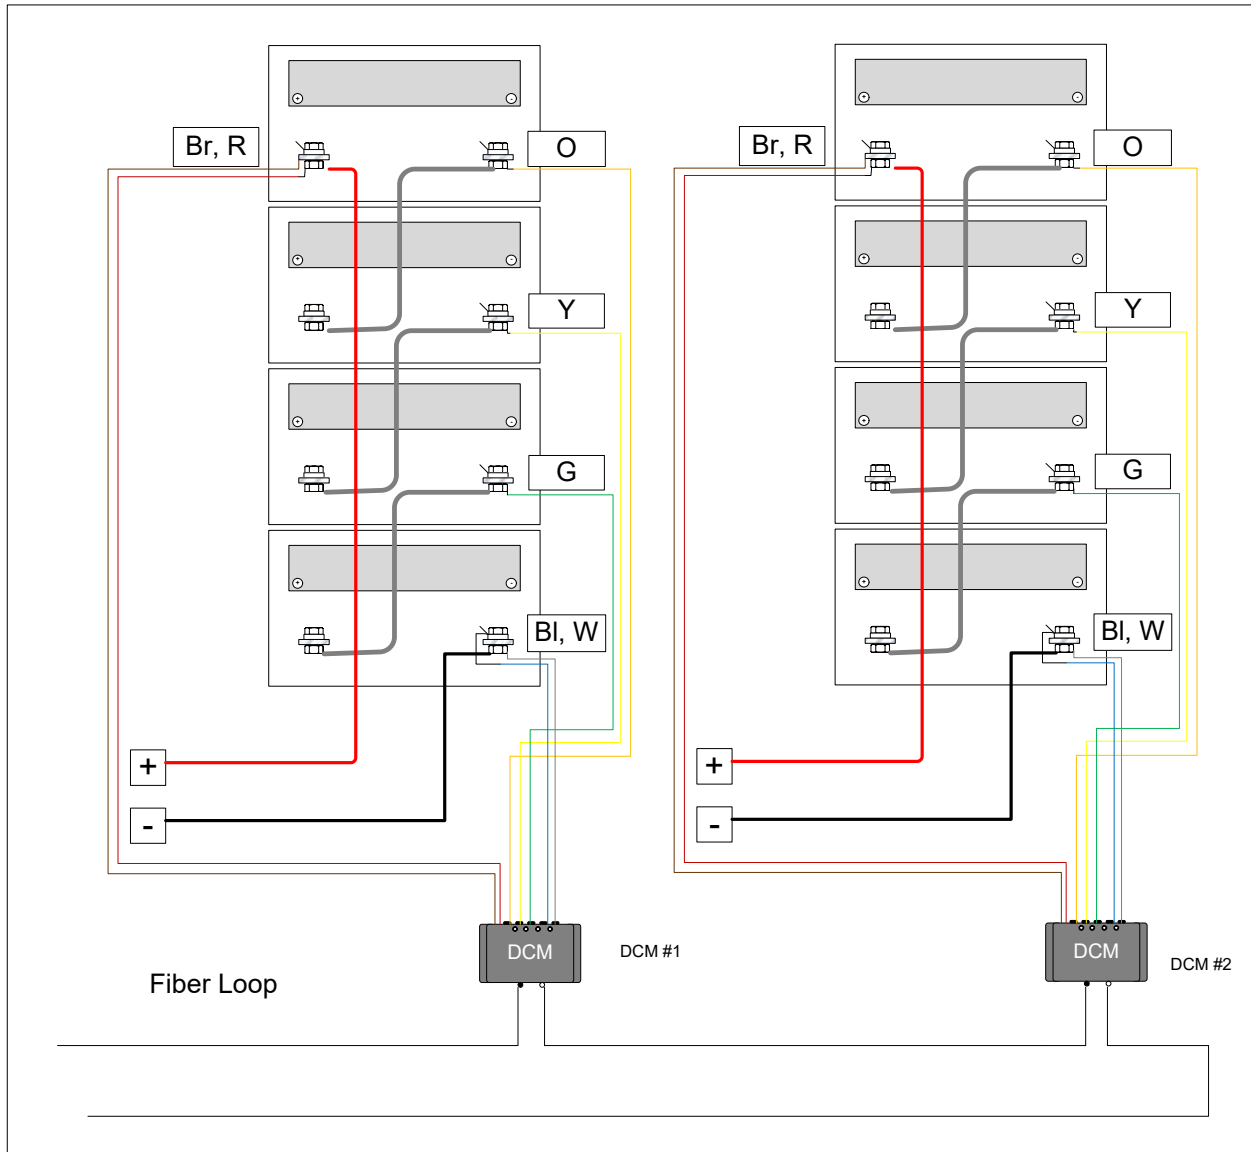 Br, R
O
Y
G
Bl, W
+
-
DCM
DCM #1
Br, R
O
Y
G
Bl, W
+
-
DCM
DCM #2
Fiber Loop